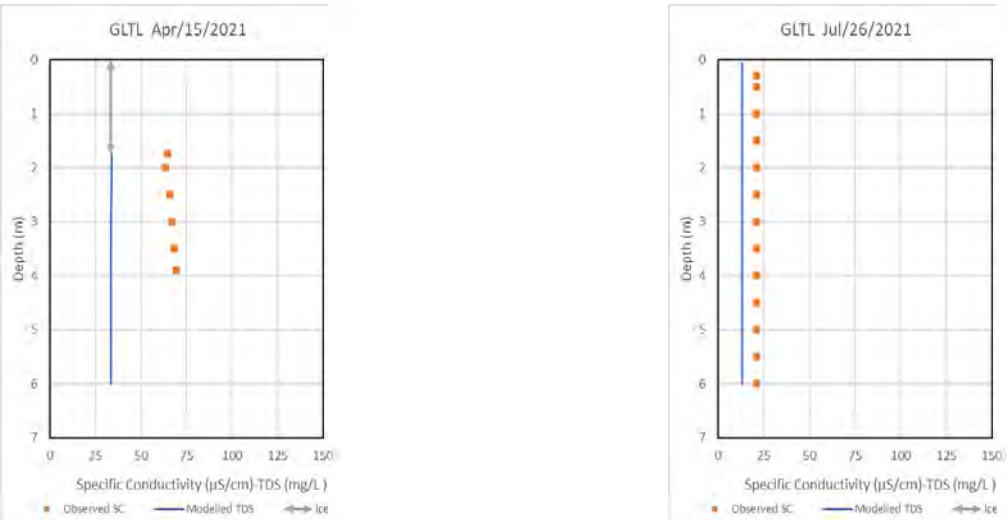 GLTL Apr/15/2021
0
1
2
3
4
5
6
7
Depth (m)
0 25 50 75 100 125 150
Specific Conductivity (µS/cm)-TDS (mg/L )
Observed SC Modelled TDS Ice
GLTL Jul/26/2021
0
1
2
3
4
5
6
7
Depth (m)
0 25 50 75 100 125 150
Specific Conductivity (µS/cm)-TDS (mg/L )
Observed SC Modelled TDS Ice